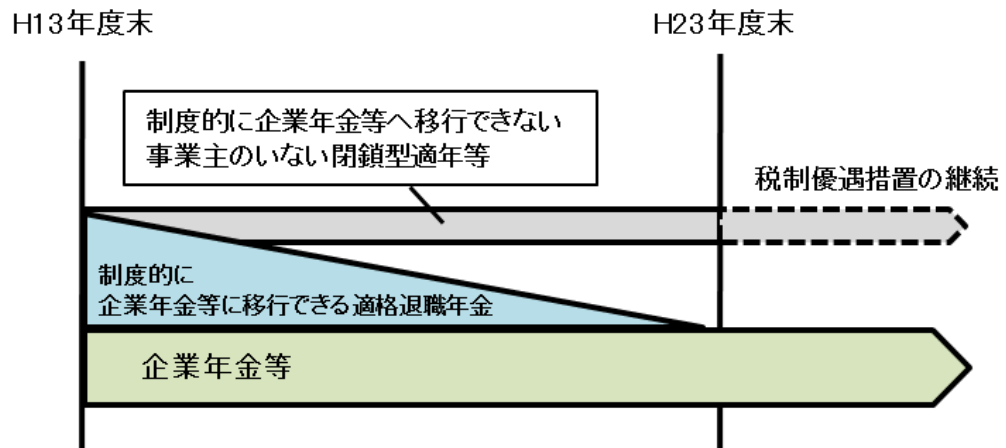 H13年度末
H23年度末
制度的に企業年金等へ移行できない
事業主のいない閉鎖型適年等
税制優遇措置の継続
制度的に
企業年金等に移行できる適格退職年金
企業年金等